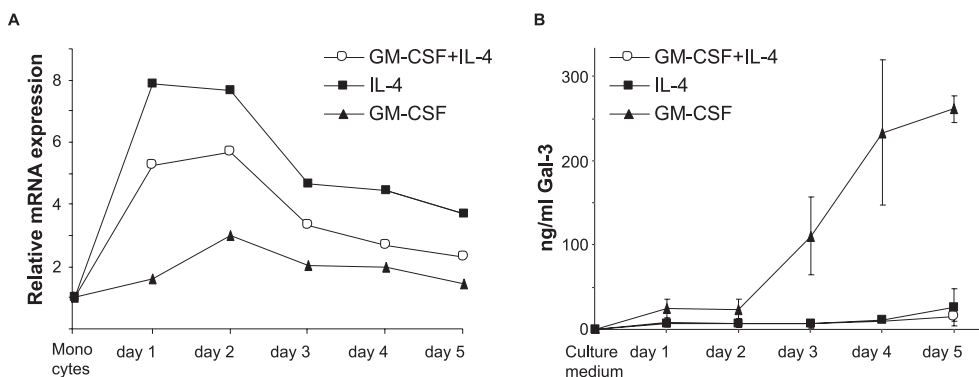 A
Relative mRNA expression
8
6
4
2
GM-CSF+IL-4
IL-4
GM-CSF
Mono
cytes
day 1
day 2
day 3
day 4
day 5
B
ng/ml Gal-3
300
200
100
0
GM-CSF+IL-4
IL-4
GM-CSF
Culture
medium
day 1
day 2
day 3
day 4
day 5